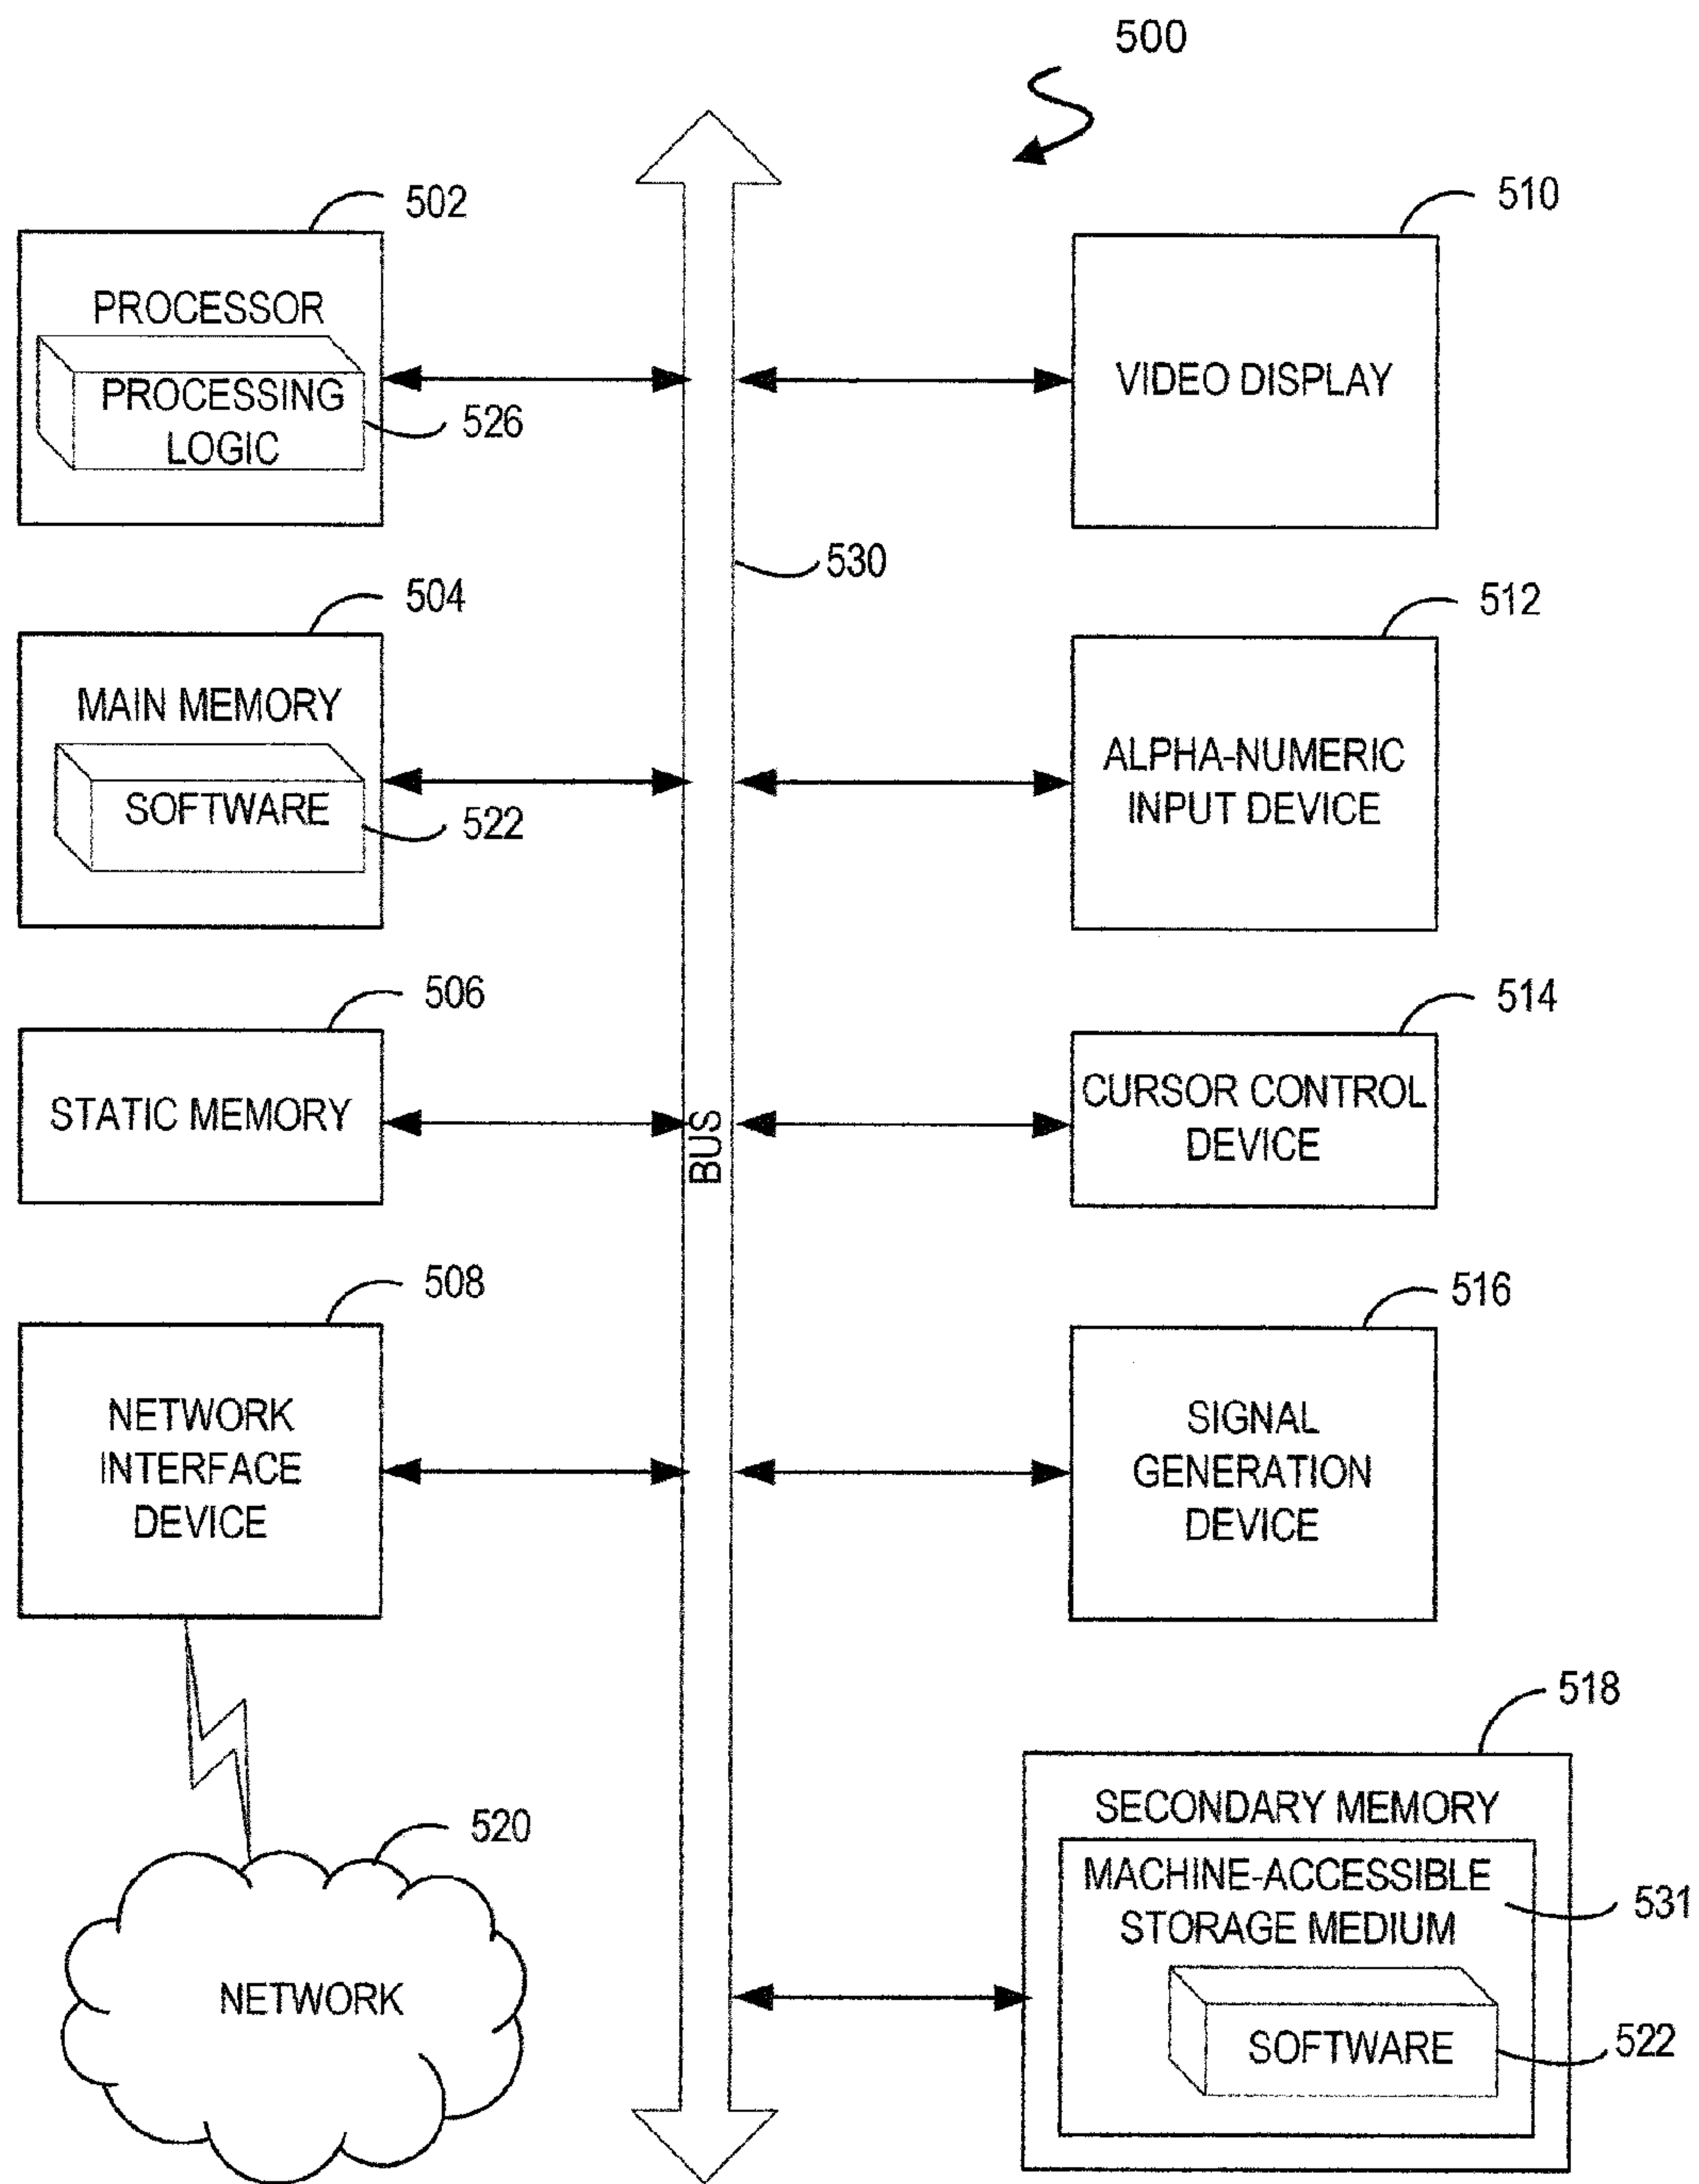 500
502
PROCESSOR
PROCESSING
LOGIC
526
510
VIDEO DISPLAY
530
504
MAIN MEMORY
SOFTWARE
522
512
ALPHA-NUMERIC
INPUT DEVICE
506
STATIC MEMORY
BUS
514
CURSOR CONTROL
DEVICE
508
NETWORK
INTERFACE
DEVICE
516
SIGNAL
GENERATION
DEVICE
520
NETWORK
518
SECONDARY MEMORY
MACHINE-ACCESSIBLE
STORAGE MEDIUM
531
SOFTWARE
522